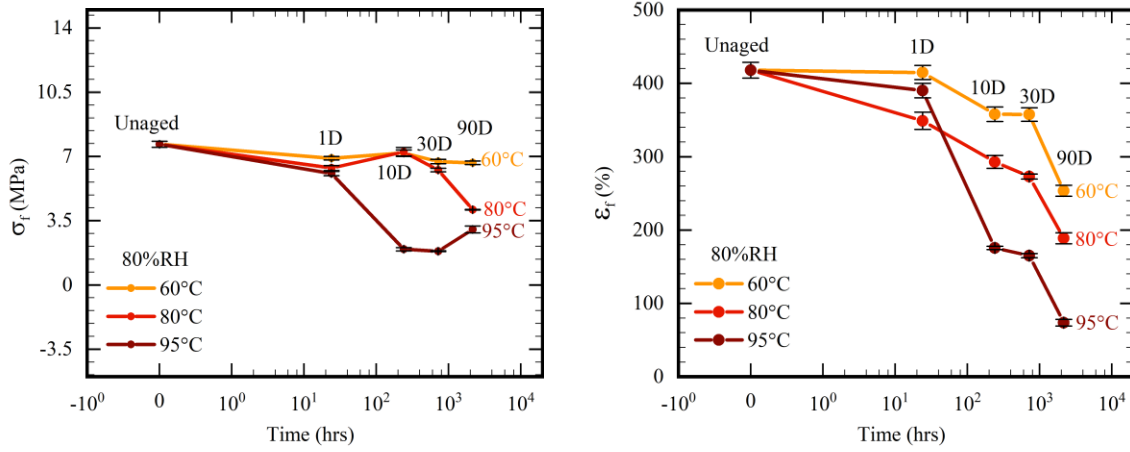 15
10.5
7
3.5
0
-3.5
σf (MPa)
Unaged
1D
10D
30D
90D
60°C
80°C
95°C
80%RH
60°C
80°C
95°C
-10⁰
0
10⁰
10¹
10²
10³
10⁴
Time (hrs)
500
400
300
200
100
0
εf (%)
Unaged
1D
10D
30D
90D
60°C
80°C
95°C
80%RH
60°C
80°C
95°C
-10⁰
0
10⁰
10¹
10²
10³
10⁴
Time (hrs)